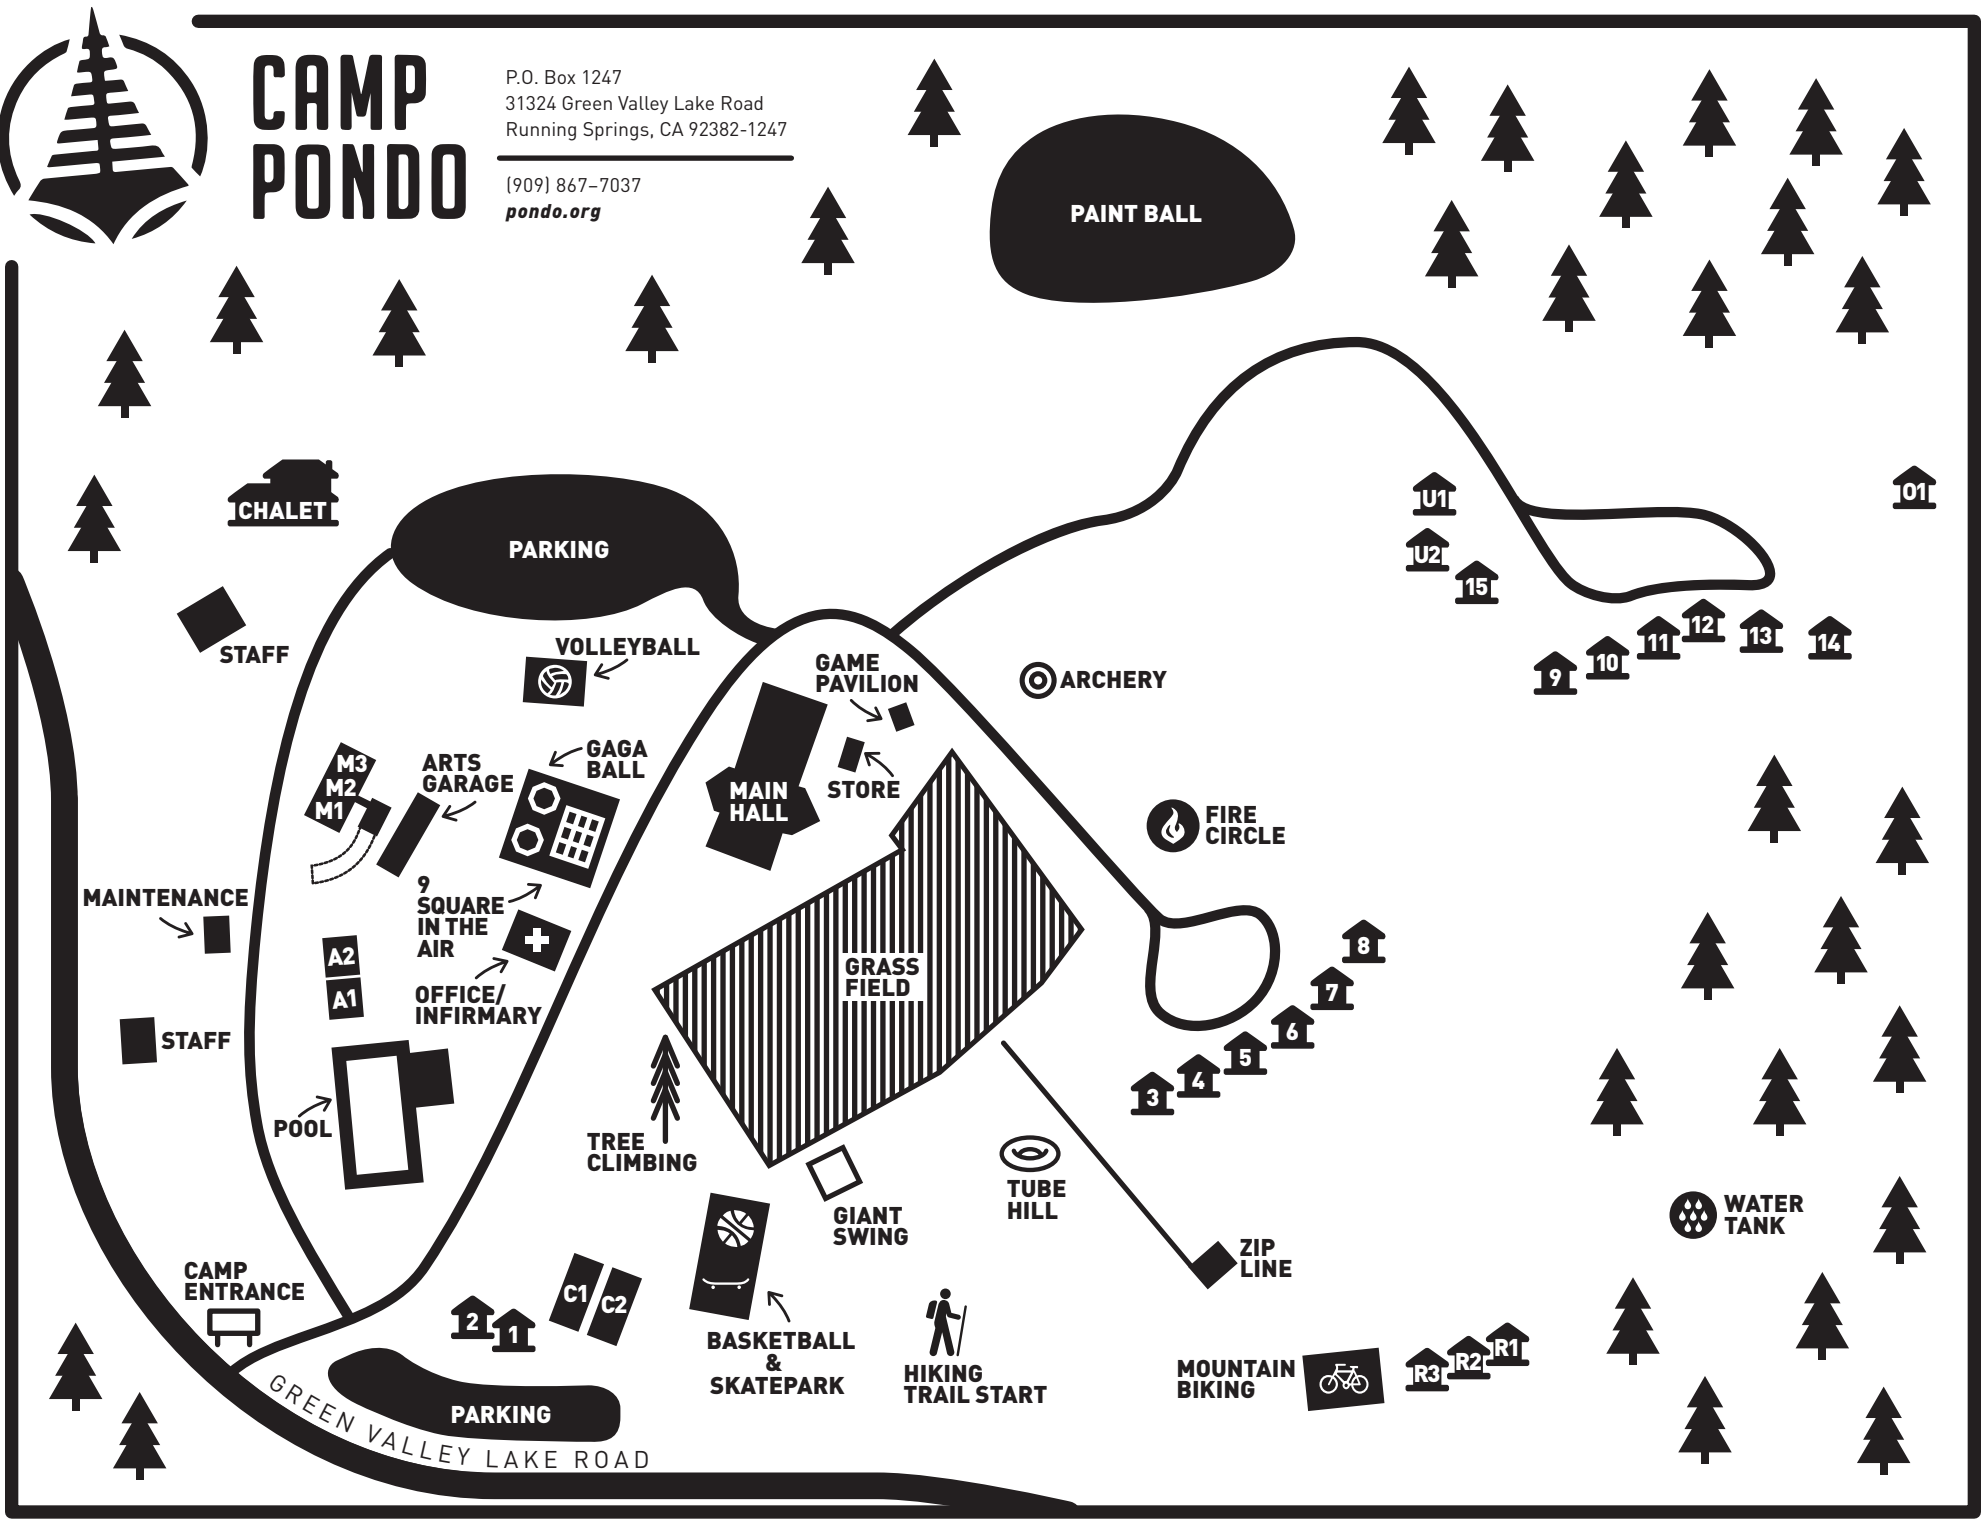 CAMP
PONDO
P.O. Box 1247
31324 Green Valley Lake Road
Running Springs, CA 92382-1247
(909) 867–7037
pondo.org
PAINT BALL
CHALET
PARKING
U1
O1
U2
15
STAFF
VOLLEYBALL
GAME
PAVILION
ARCHERY
9
10
11
12
13
14
M3
M2
M1
ARTS
GARAGE
GAGA
BALL
MAIN
HALL
STORE
FIRE
CIRCLE
MAINTENANCE
9
SQUARE
IN THE
AIR
A2
A1
OFFICE/
INFIRMARY
GRASS
FIELD
8
7
6
5
4
3
STAFF
POOL
TREE
CLIMBING
TUBE
HILL
GIANT
SWING
WATER
TANK
ZIP
LINE
CAMP
ENTRANCE
2
1
C1
C2
BASKETBALL
&
SKATEPARK
HIKING
TRAIL START
MOUNTAIN
BIKING
R3
R2
R1
PARKING
GREEN VALLEY LAKE ROAD